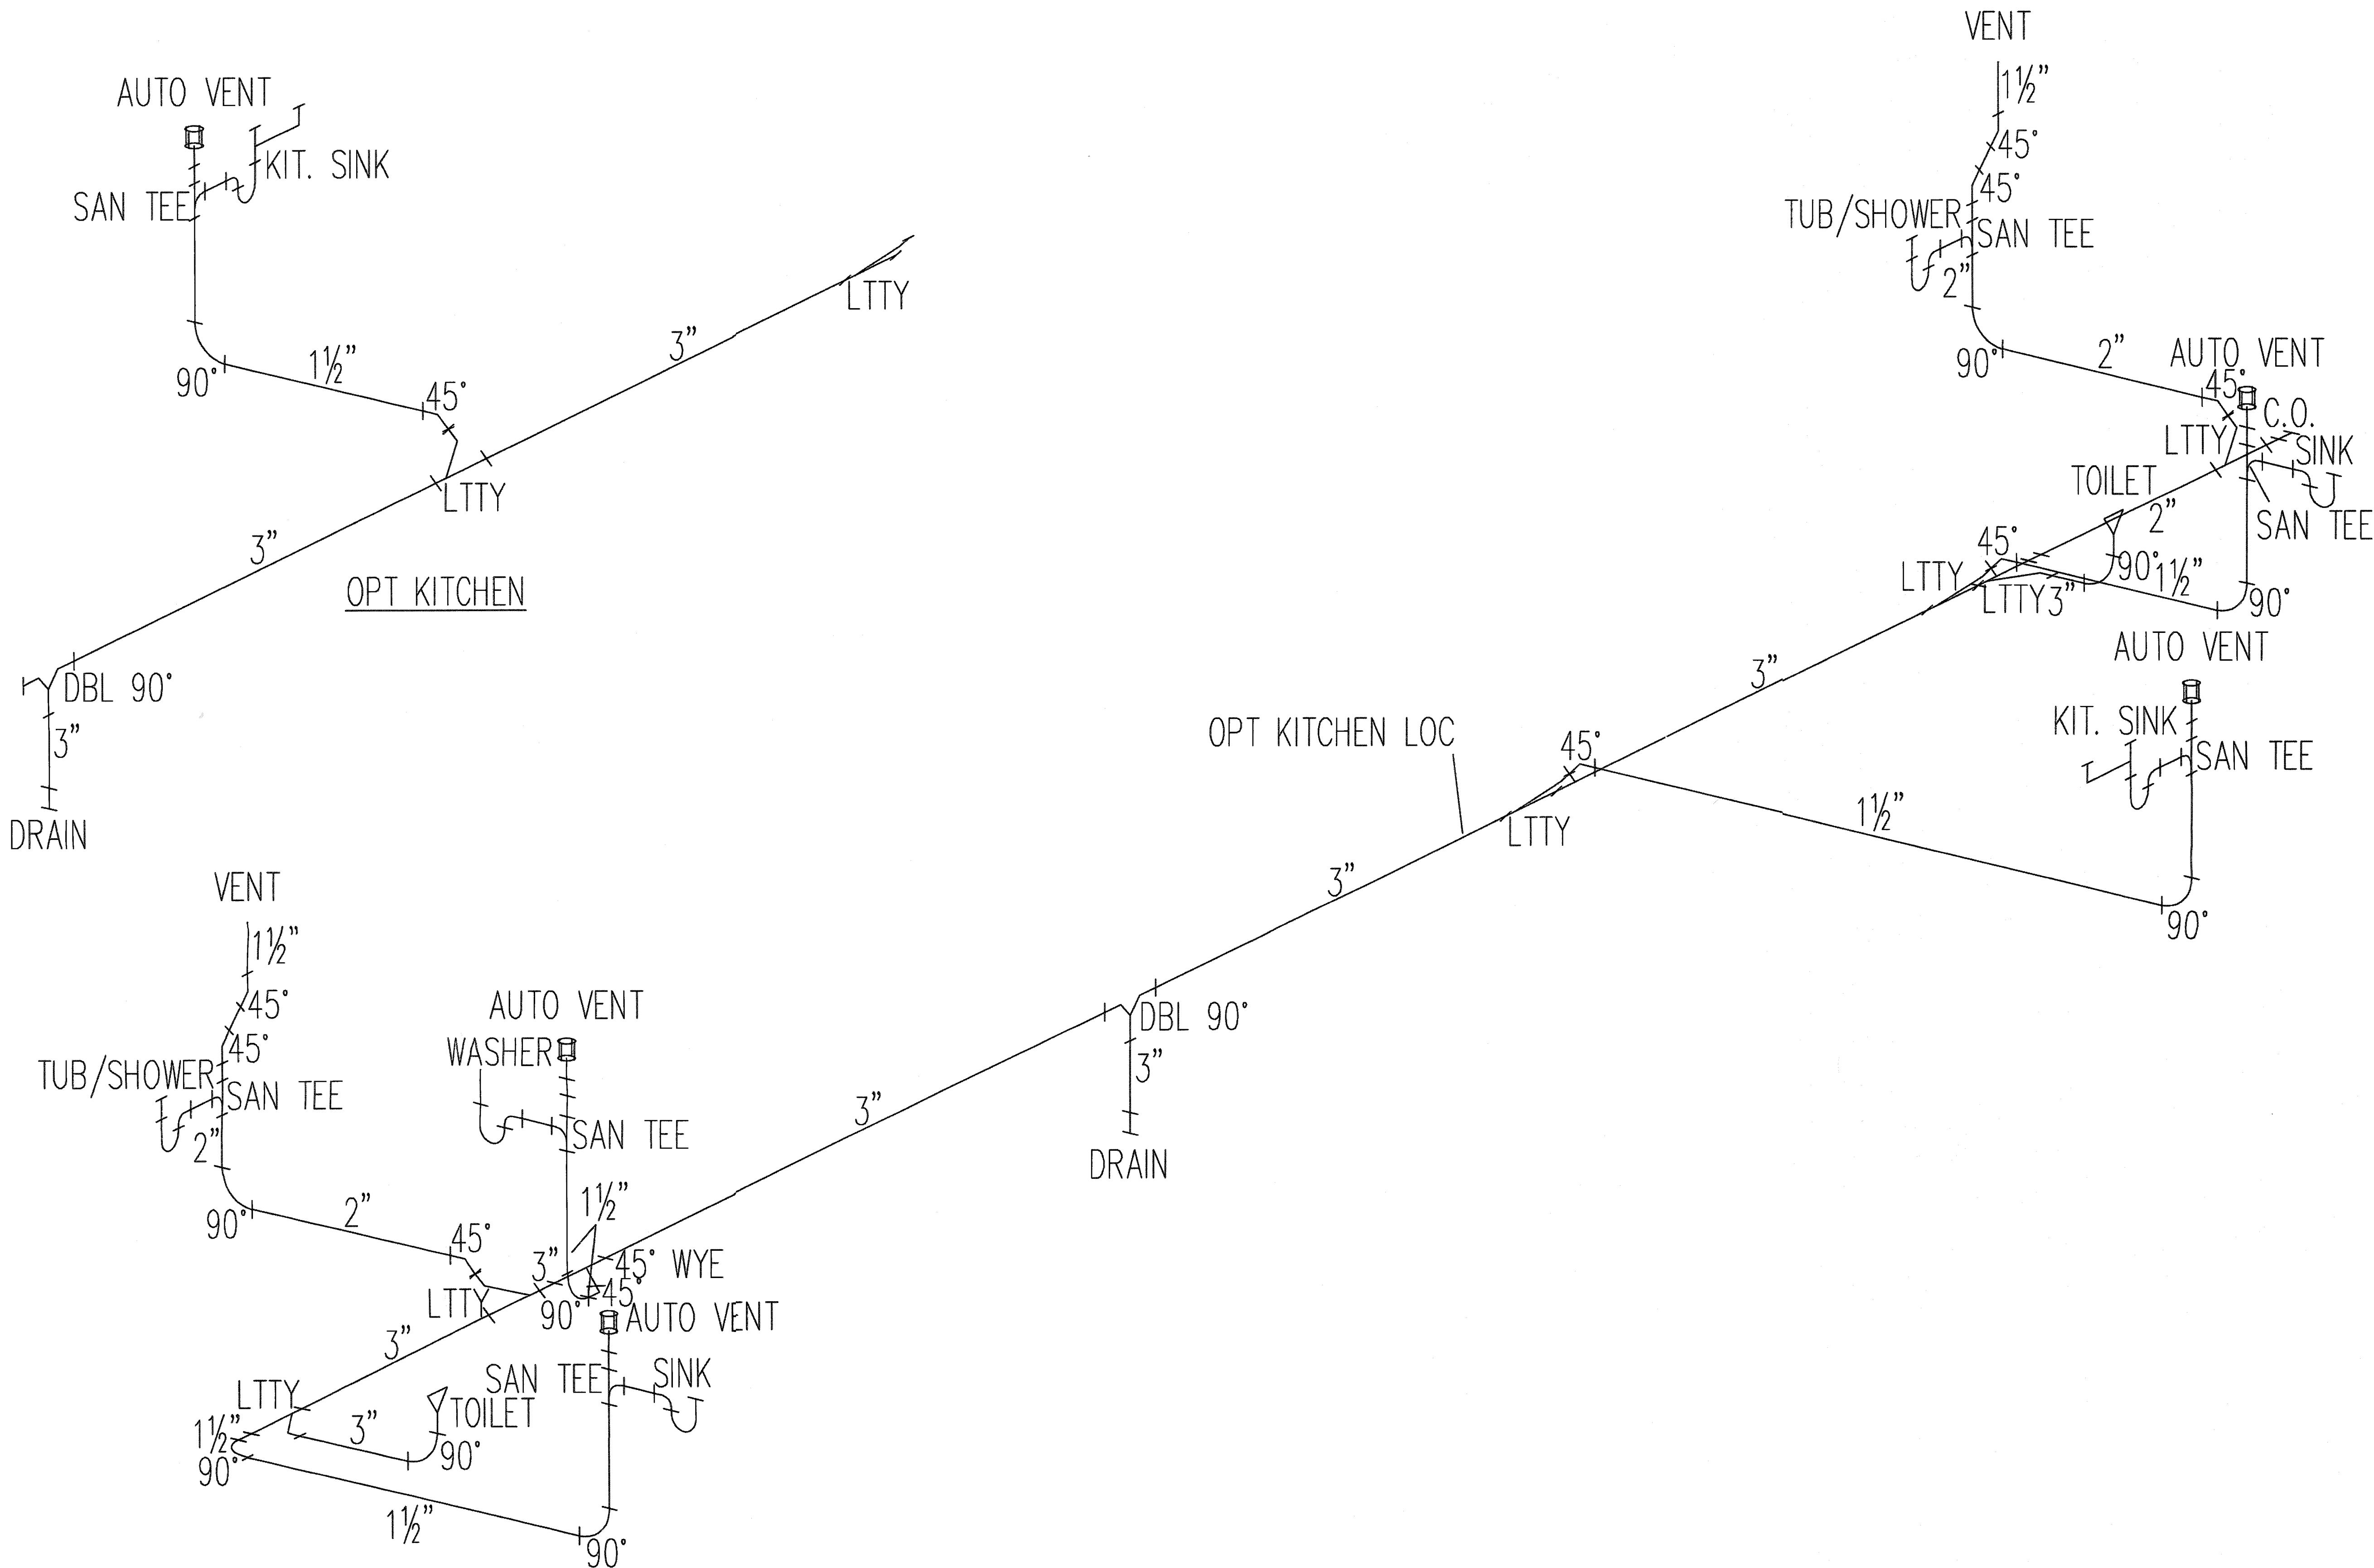 AUTO VENT
KIT. SINK
SAN TEE
90°
1½”
45°
3”
LTTY
LTTY
3”
OPT KITCHEN
DBL 90°
3”
DRAIN
VENT
1½”
45°
45°
TUB/SHOWER
SAN TEE
2”
90°
2”
AUTO VENT
45°
C.O.
LTTY
SINK
TOILET
2”
SAN TEE
45°
90°
1½”
LTTY
LTTY
3”
90°
AUTO VENT
3”
KIT. SINK
SAN TEE
OPT KITCHEN LOC
45°
1½”
LTTY
3”
90°
DBL 90°
3”
DRAIN
VENT
1½”
45°
45°
TUB/SHOWER
SAN TEE
2”
90°
2”
45°
AUTO VENT
WASHER
SAN TEE
3”
1½”
3”
45° WYE
45°
LTTY
90°
AUTO VENT
3”
SAN TEE
SINK
LTTY
TOILET
3”
1½”
90°
90°
1½”
90°